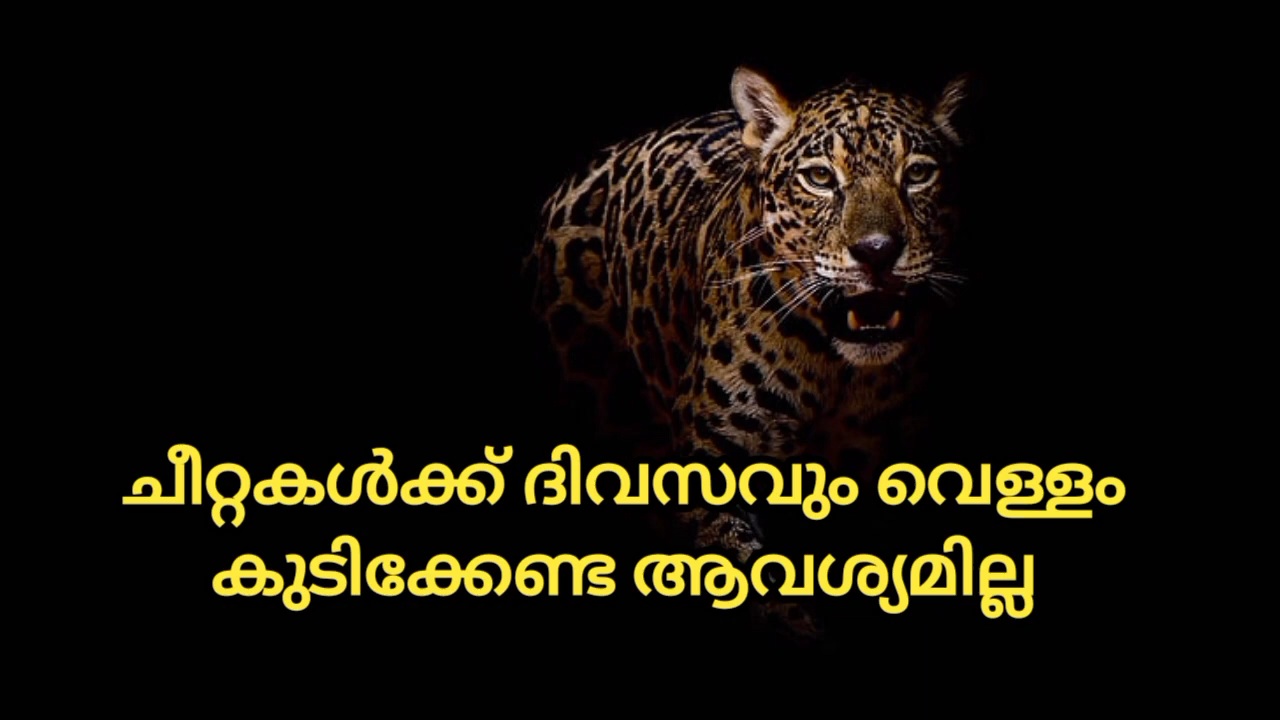 ചീറ്റകൾക്ക് ദിവസവും വെള്ളം
കുടിക്കേണ്ട ആവശ്യമില്ല